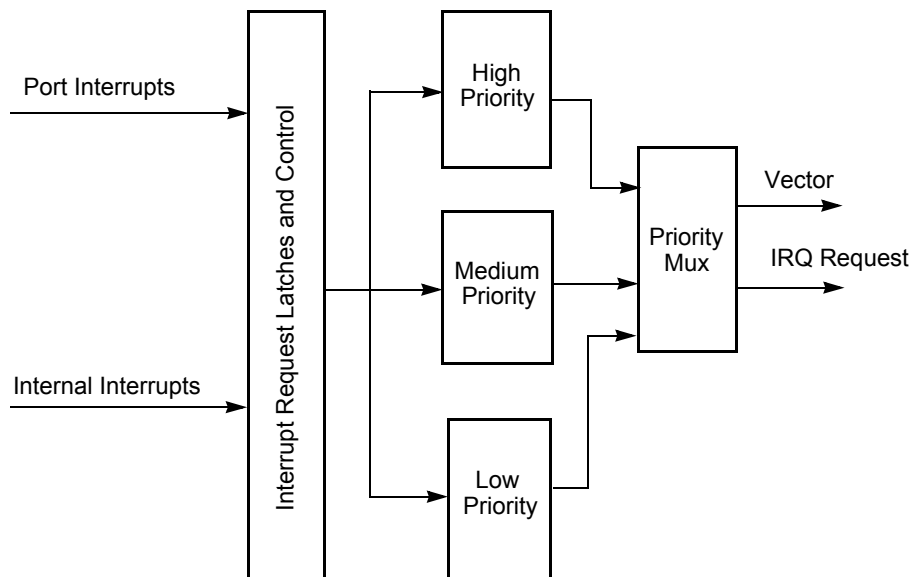 Port Interrupts
Internal Interrupts
Interrupt Request Latches and Control
High
Priority
Medium
Priority
Low
Priority
Priority
Mux
Vector
IRQ Request